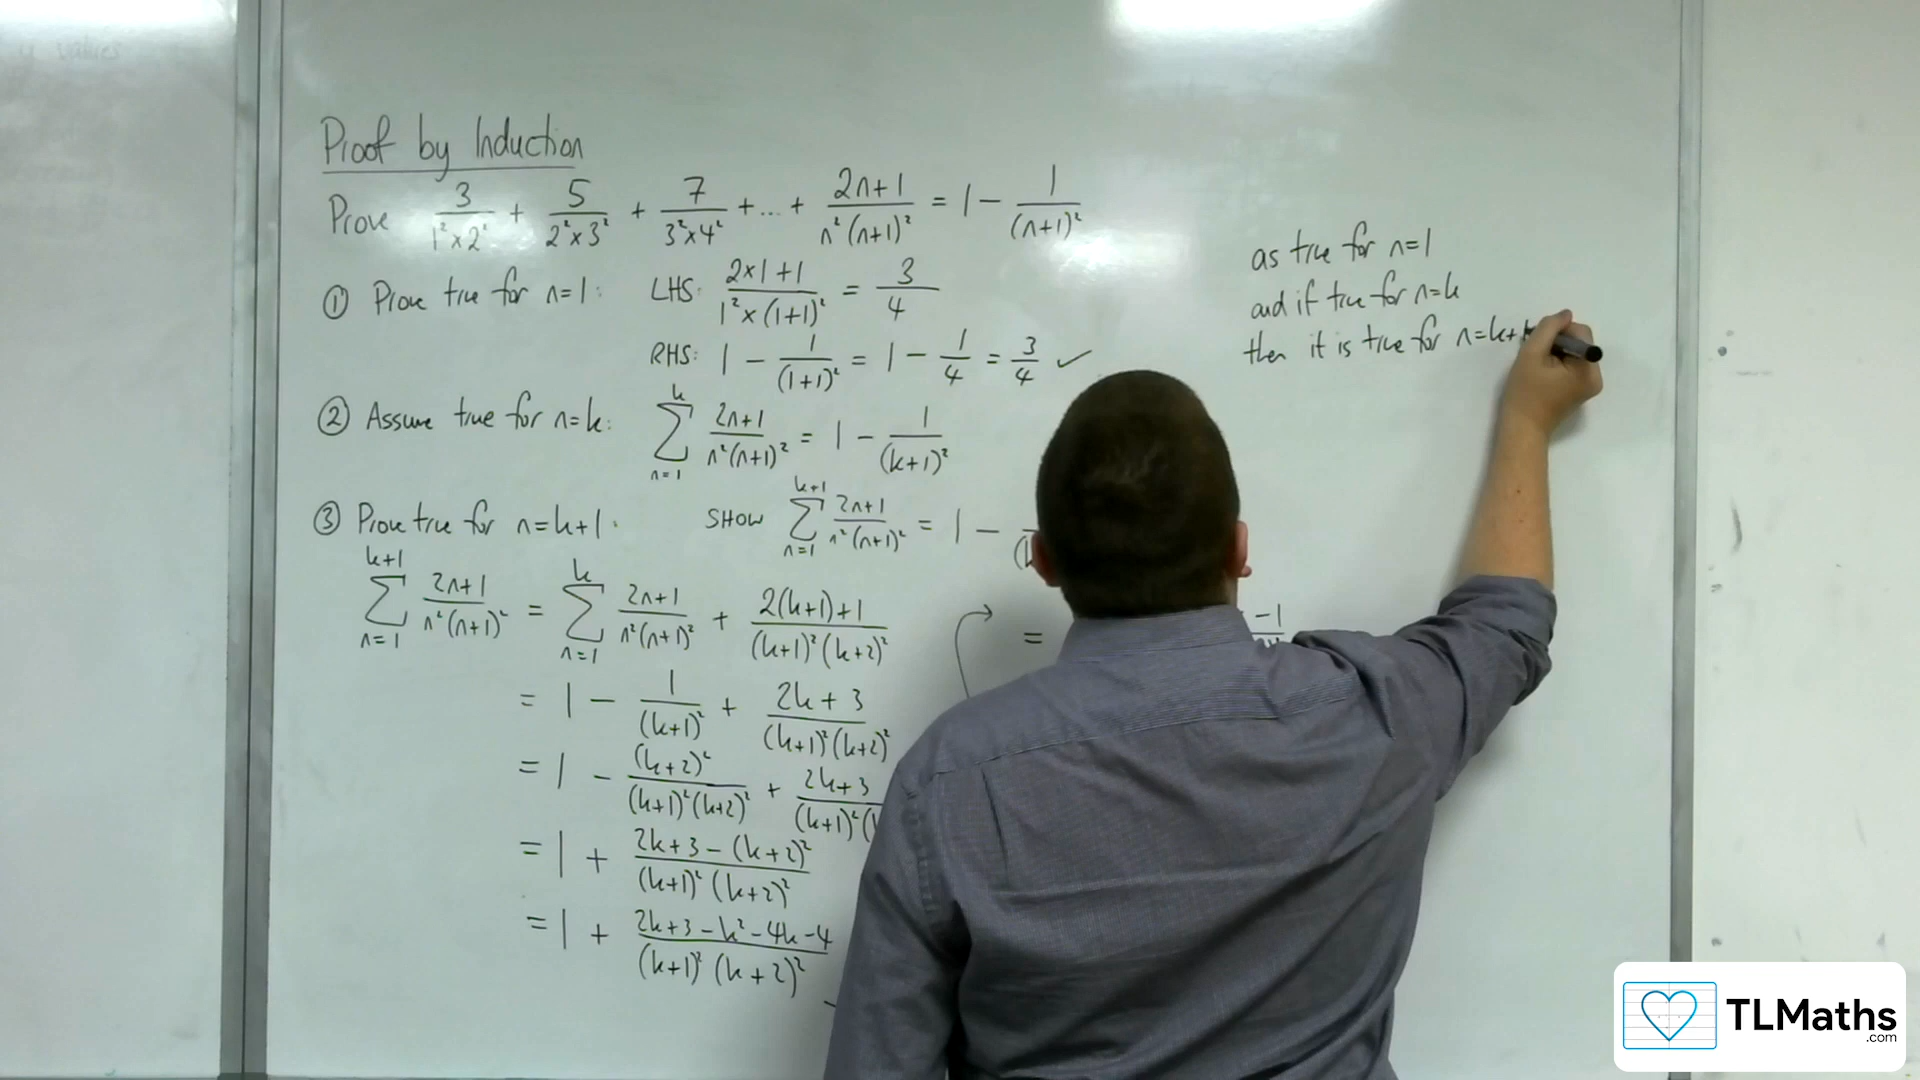 y values
Proof by Induction
Prove 3/(1²×2²) + 5/(2²×3²) + 7/(3²×4²) + ... + (2n+1)/(n²(n+1)²) = 1 - 1/(n+1)²
① Prove true for n=1: LHS: (2×1+1)/(1²×(1+1)²) = 3/4
RHS: 1 - 1/(1+1)² = 1 - 1/4 = 3/4 ✓
② Assume true for n=k: Σ_{n=1}^{k} (2n+1)/(n²(n+1)²) = 1 - 1/(k+1)²
③ Prove true for n=k+1: SHOW Σ_{n=1}^{k+1} (2n+1)/(n²(n+1)²) = 1 -
Σ_{n=1}^{k+1} (2n+1)/(n²(n+1)²) = Σ_{n=1}^{k} (2n+1)/(n²(n+1)²) + (2(k+1)+1)/((k+1)²(k+2)²)
= 1 - 1/(k+1)² + (2k+3)/((k+1)²(k+2)²)
= 1 - (k+2)²/((k+1)²(k+2)²) + (2k+3)/((k+1)²(
= 1 + (2k+3-(k+2)²)/((k+1)²(k+2)²)
= 1 + (2k+3-k²-4k-4)/((k+1)²(k+2)²)
= -1
as true for n=1
and if true for n=k
then it is true for n=k+1
TLMaths
.com